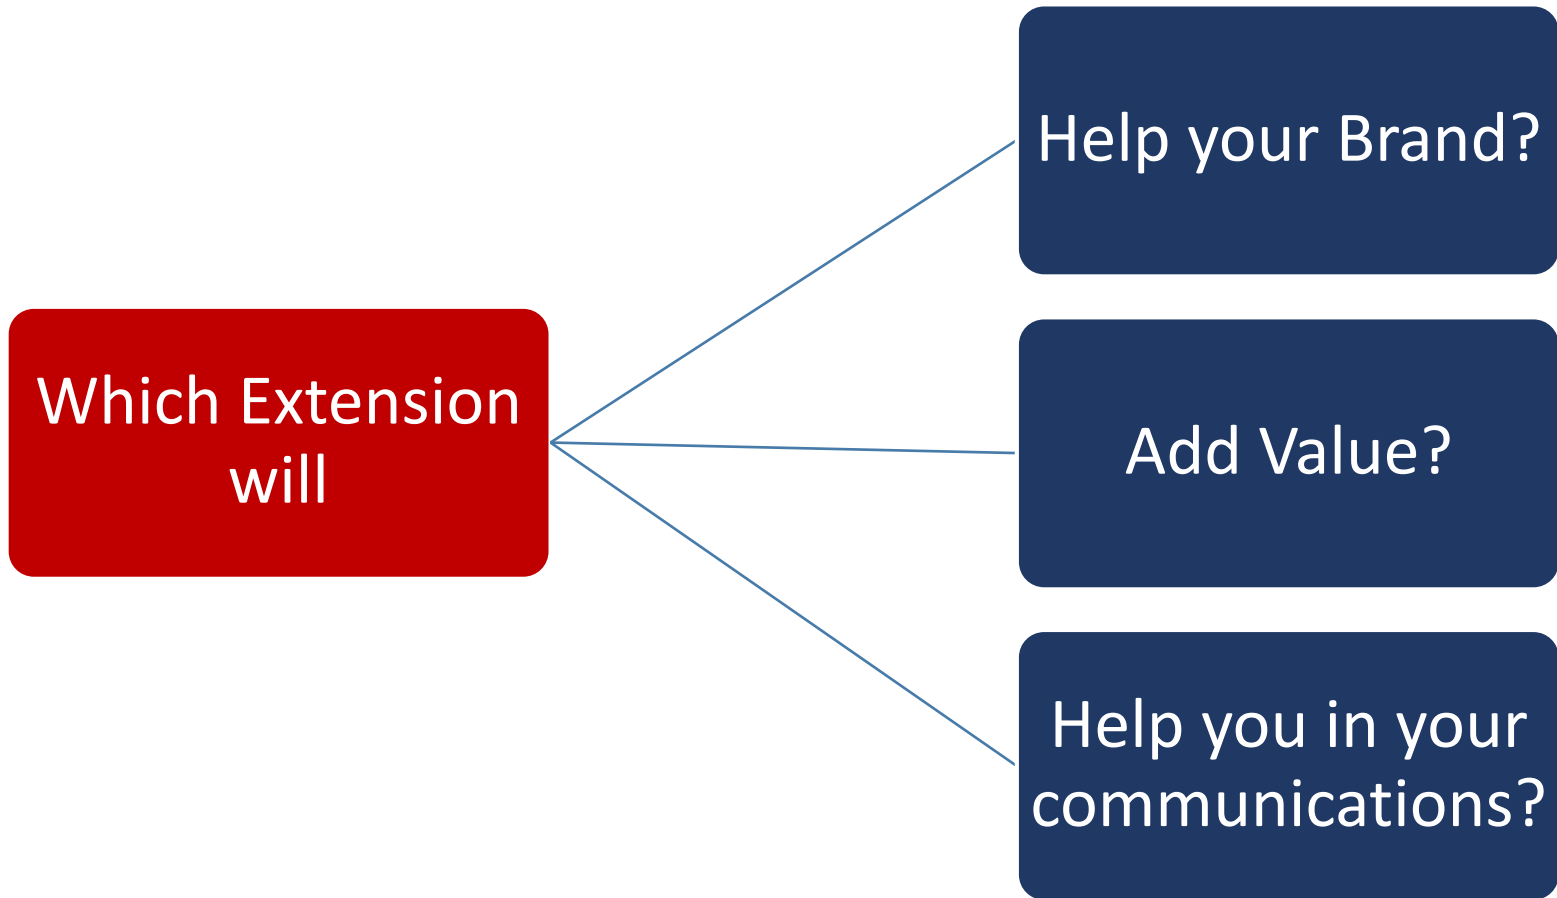 Which Extension
will
Help your Brand?
Add Value?
Help you in your
communications?